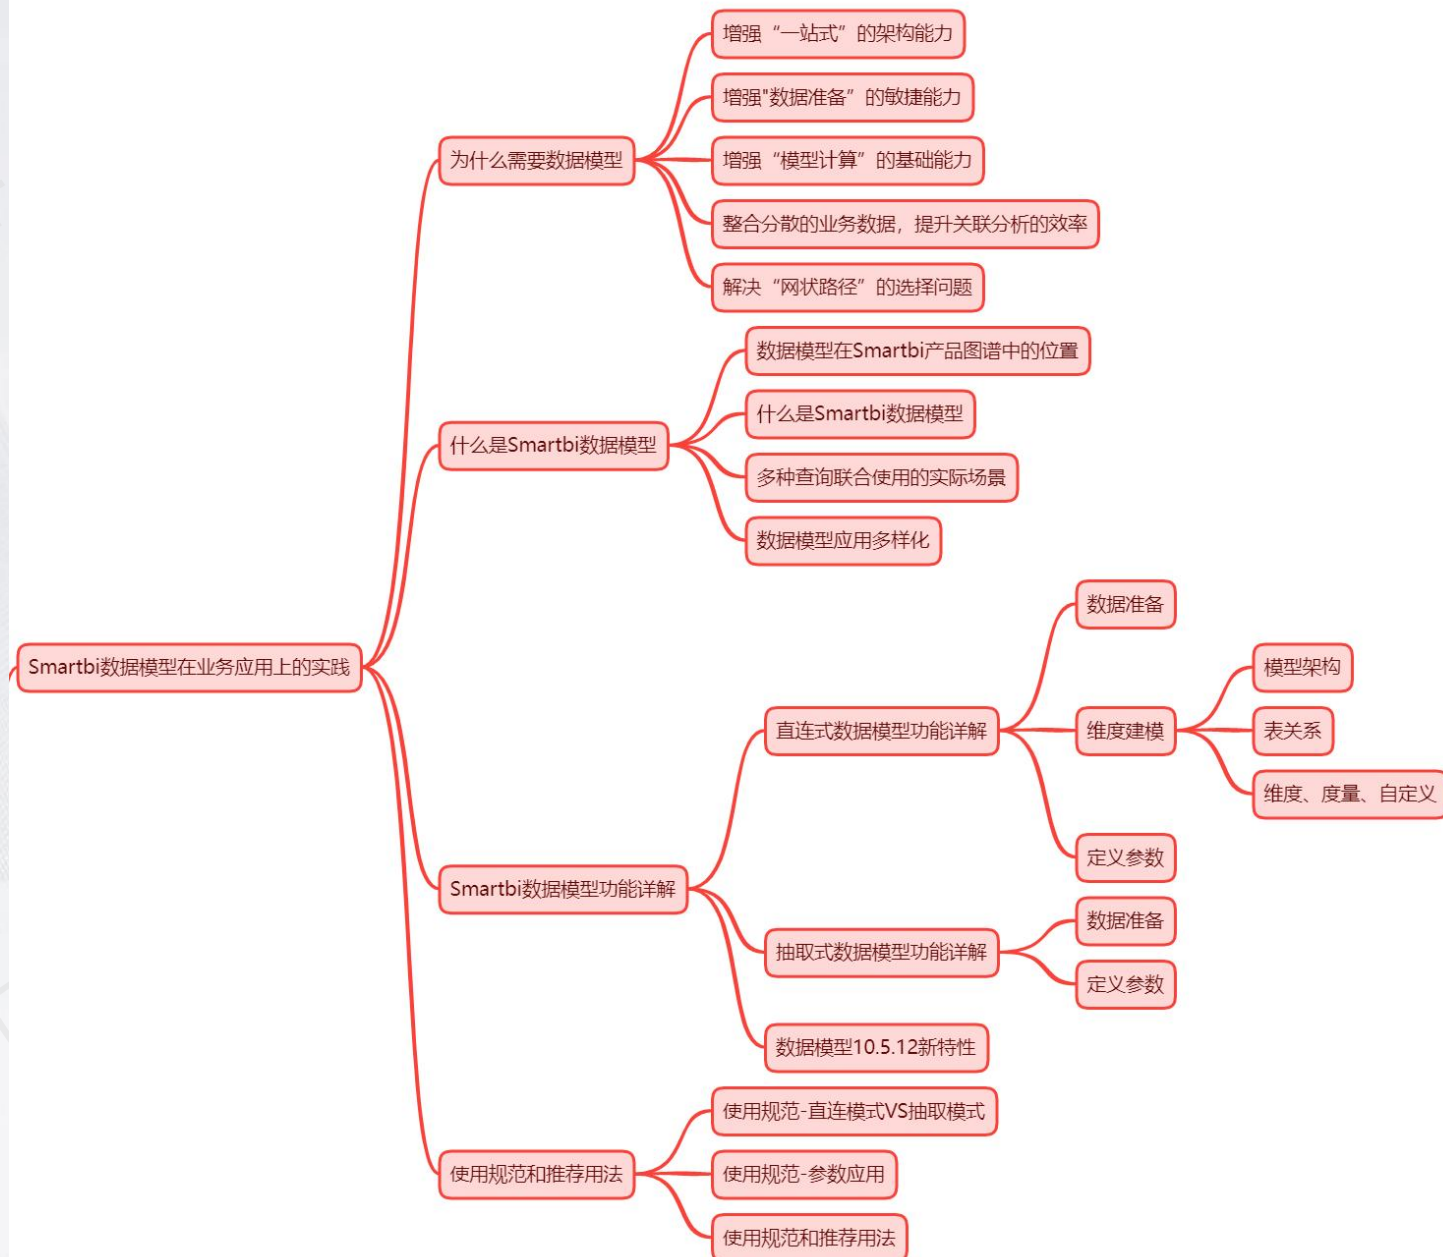 增强“一站式”的架构能力
增强"数据准备”的敏捷能力
为什么需要数据模型
增强“模型计算”的基础能力
整合分散的业务数据，提升关联分析的效率
解决“网状路径”的选择问题
数据模型在Smartbi产品图谱中的位置
什么是Smartbi数据模型
什么是Smartbi数据模型
多种查询联合使用的实际场景
数据模型应用多样化
Smartbi数据模型在业务应用上的实践
数据准备
模型架构
直连式数据模型功能详解
维度建模
表关系
维度、度量、自定义
定义参数
Smartbi数据模型功能详解
数据准备
抽取式数据模型功能详解
定义参数
数据模型10.5.12新特性
使用规范-直连模式VS抽取模式
使用规范和推荐用法
使用规范-参数应用
使用规范和推荐用法